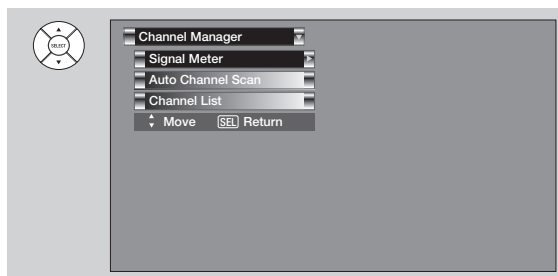 SELECT
Channel Manager
Signal Meter
Auto Channel Scan
Channel List
Move SEL Return